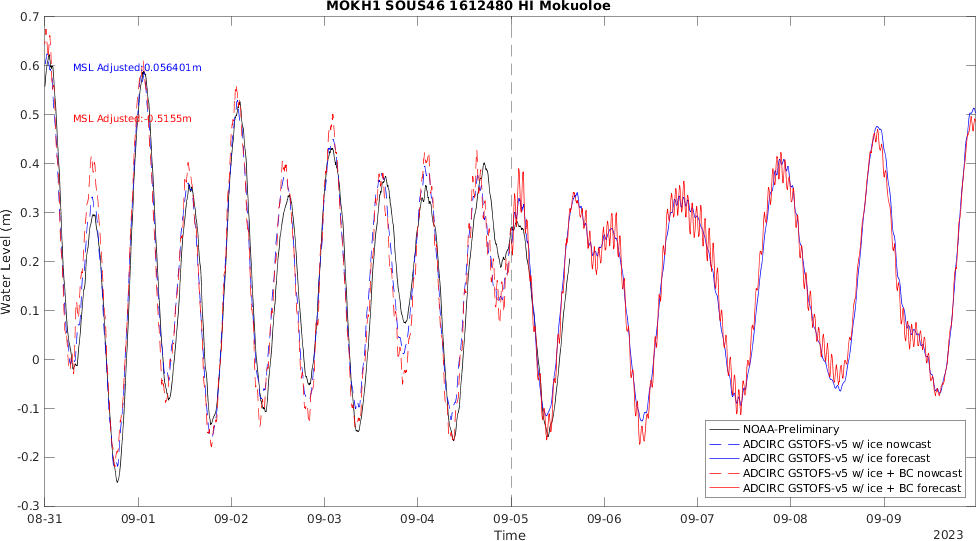 MOKH1 SOUS46 1612480 HI Mokuoloe
0.7
0.6
0.5
0.4
0.3
0.2
0.1
0
-0.1
-0.2
-0.3
Water Level (m)
MSL Adjusted:0.056401m
MSL Adjusted:-0.5155m
NOAA-Preliminary
ADCIRC GSTOFS-v5 w/ ice nowcast
ADCIRC GSTOFS-v5 w/ ice forecast
ADCIRC GSTOFS-v5 w/ ice + BC nowcast
ADCIRC GSTOFS-v5 w/ ice + BC forecast
08-31 09-01 09-02 09-03 09-04 09-05 09-06 09-07 09-08 09-09
Time
2023